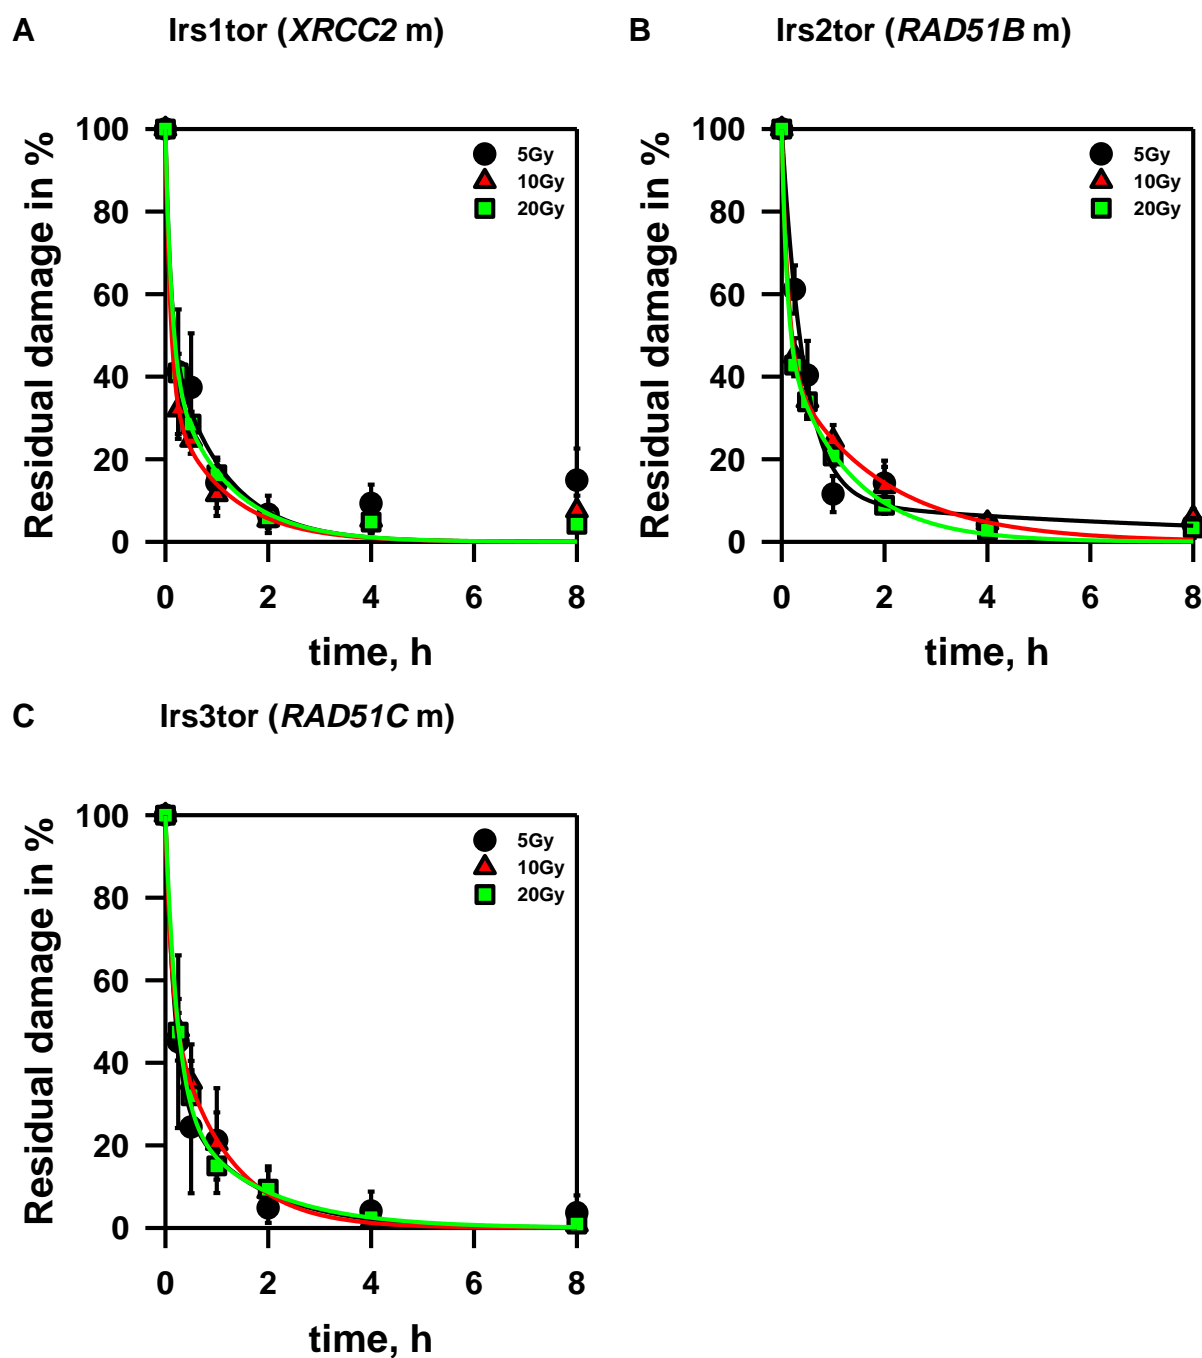 A Irs1tor (XRCC2 m)
Residual damage in %
100
80
60
40
20
0
5Gy
10Gy
20Gy
0 2 4 6 8
time, h
B Irs2tor (RAD51B m)
Residual damage in %
100
80
60
40
20
0
5Gy
10Gy
20Gy
0 2 4 6 8
time, h
C Irs3tor (RAD51C m)
Residual damage in %
100
80
60
40
20
0
5Gy
10Gy
20Gy
0 2 4 6 8
time, h